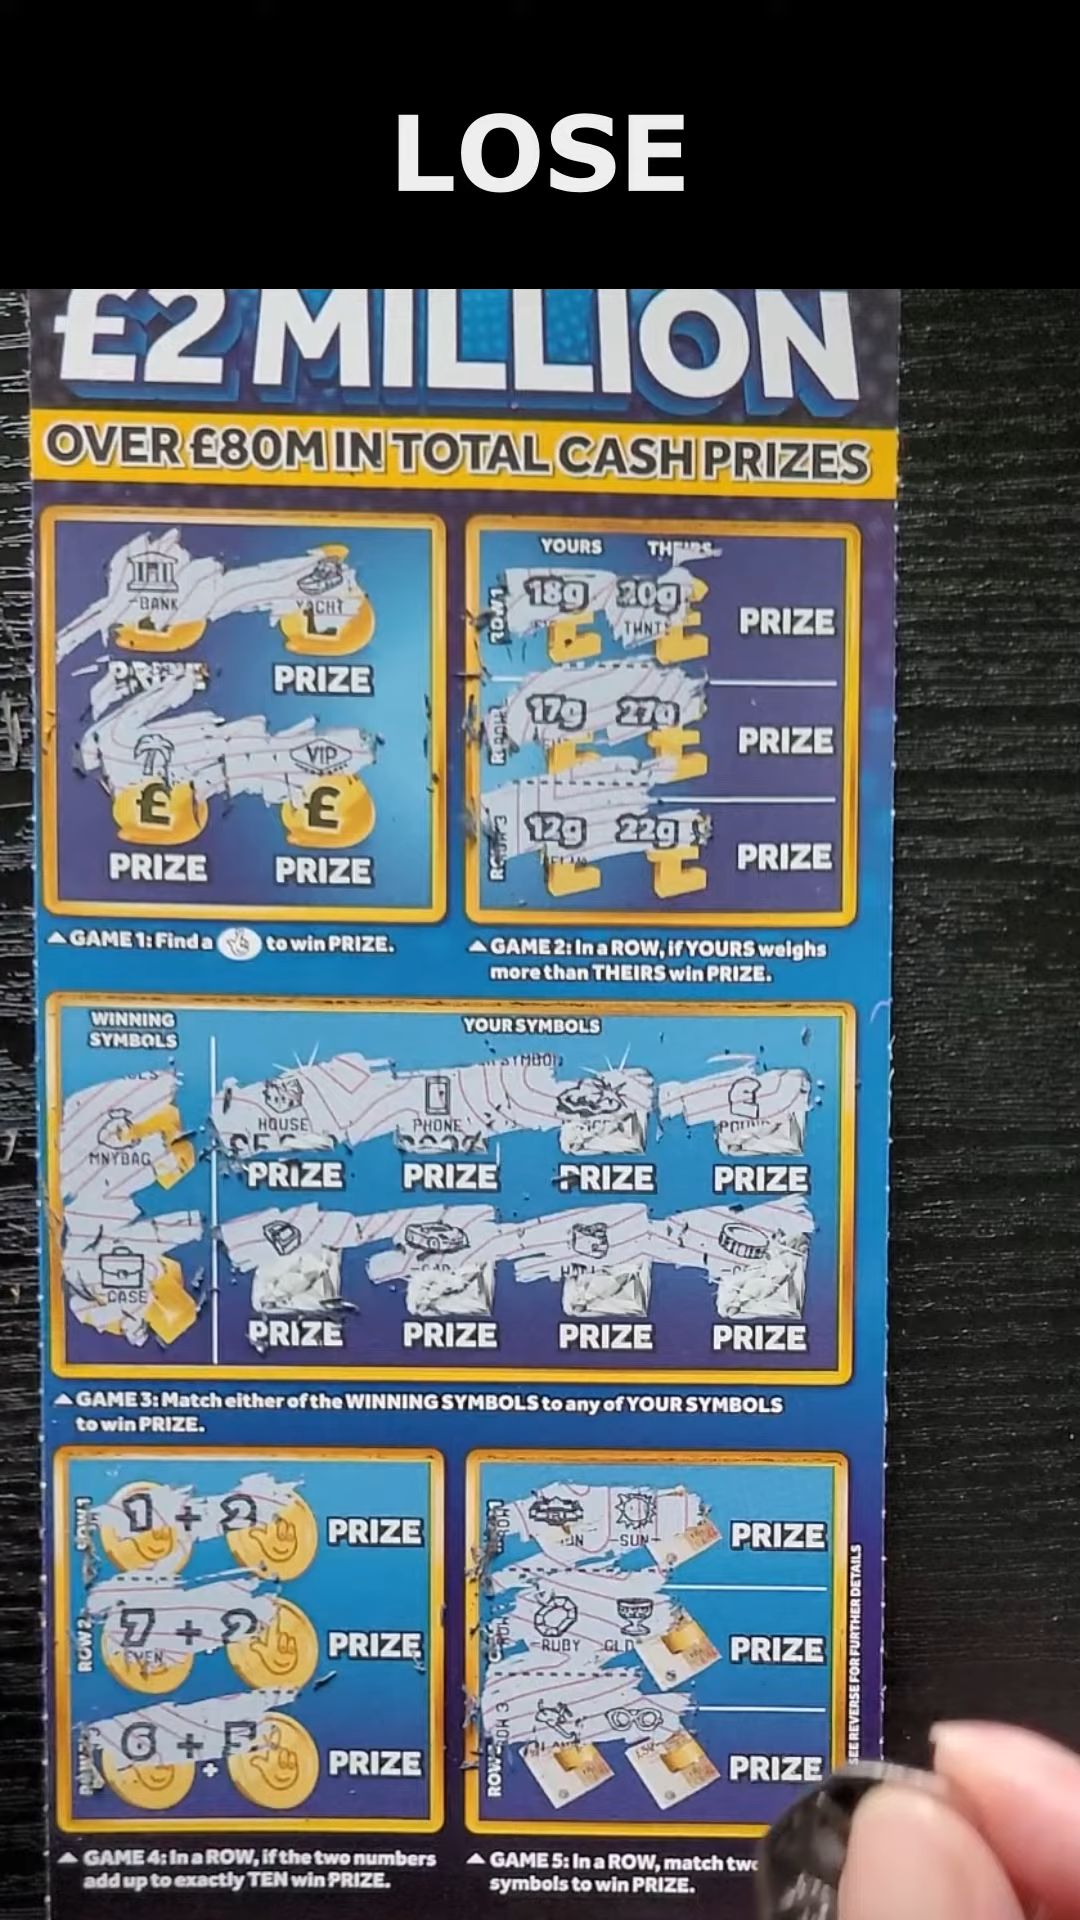 LOSE
£2 MILLION
OVER £80M IN TOTAL CASH PRIZES
BANK
YACHT
PRIZE PRIZE
VIP
£ £
PRIZE PRIZE
GAME 1: Find a to win PRIZE.
YOURS THEIRS
ROW 1 18g 20g PRIZE
17g 27g PRIZE
12g 22g PRIZE
GAME 2: In a ROW, if YOURS weighs
more than THEIRS win PRIZE.
WINNING
SYMBOLS
MNYBAG
CASE
YOUR SYMBOLS
HOUSE PHONE
PRIZE PRIZE PRIZE PRIZE
PRIZE PRIZE PRIZE PRIZE
GAME 3: Match either of the WINNING SYMBOLS to any of YOUR SYMBOLS
to win PRIZE.
1 + PRIZE
ROW 2 7 + PRIZE
6 + PRIZE
GAME 4: In a ROW, if the two numbers
add up to exactly TEN win PRIZE.
SUN PRIZE
RUBY GLD PRIZE
ROW 3 PRIZE
GAME 5: In a ROW, match two
symbols to win PRIZE.
SEE REVERSE FOR FURTHER DETAILS